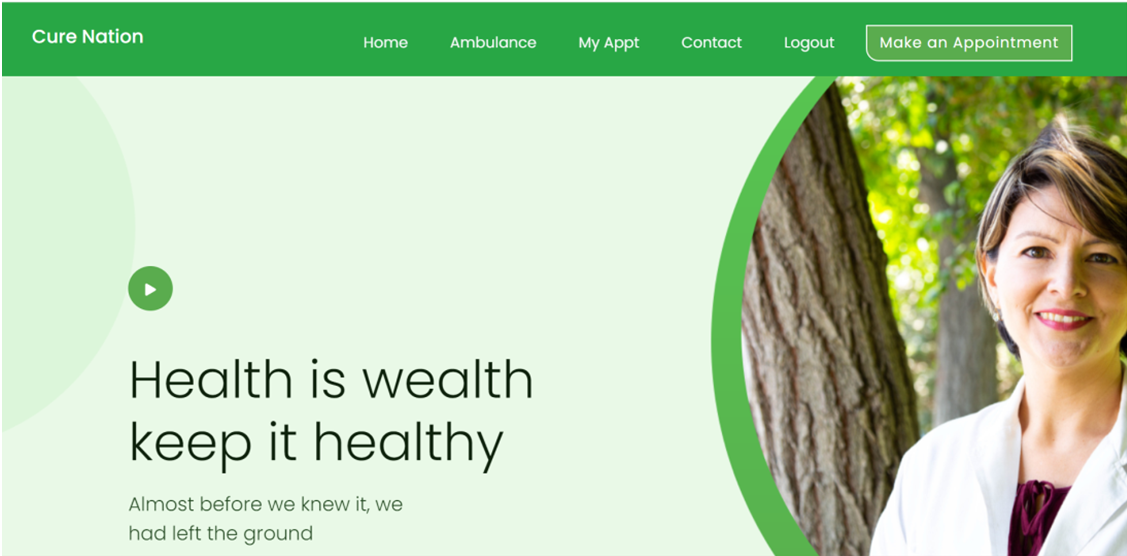 Cure Nation
Home Ambulance My Appt Contact Logout Make an Appointment
Health is wealth
keep it healthy
Almost before we knew it, we
had left the ground